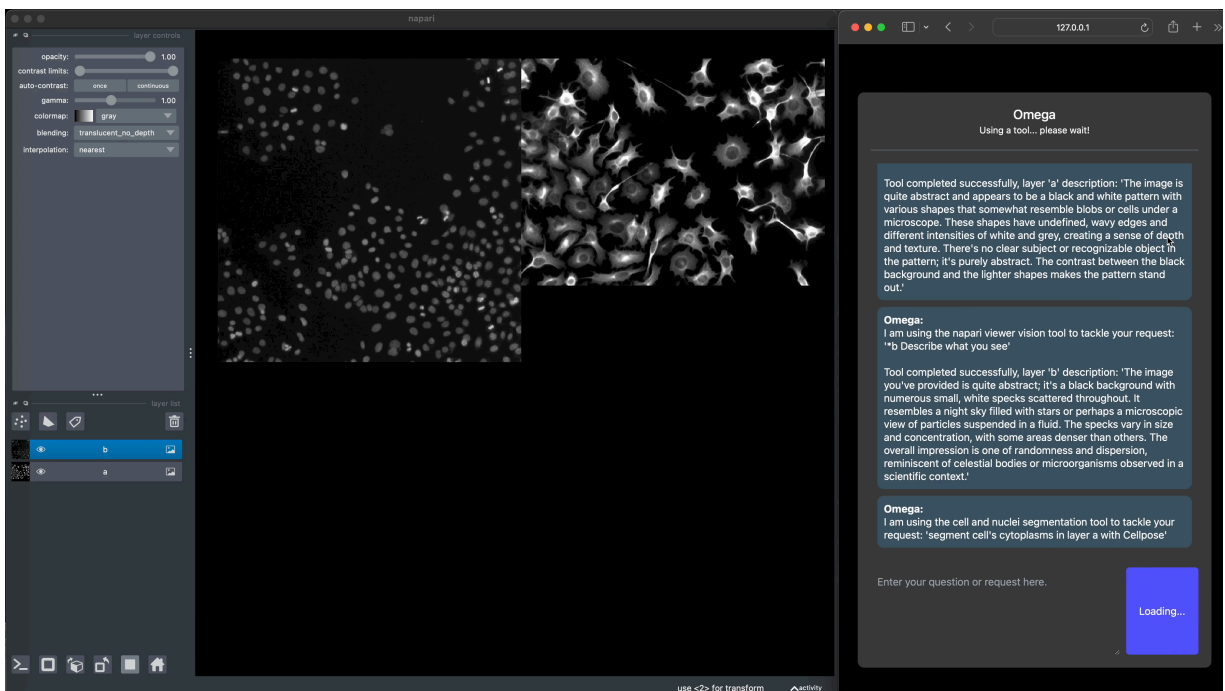 napari
layer controls
opacity: 1.00
contrast limits:
auto-contrast: once continuous
gamma: 1.00
colormap: gray
blending: translucent_no_depth
interpolation: nearest
layer list
b
a
use <2> for transform
activity
127.0.0.1
Omega
Using a tool... please wait!
Tool completed successfully, layer 'a' description: 'The image is
quite abstract and appears to be a black and white pattern with
various shapes that somewhat resemble blobs or cells under a
microscope. These shapes have undefined, wavy edges and
different intensities of white and grey, creating a sense of depth
and texture. There's no clear subject or recognizable object in
the pattern; it's purely abstract. The contrast between the black
background and the lighter shapes makes the pattern stand
out.'
Omega:
I am using the napari viewer vision tool to tackle your request:
'*b Describe what you see'
Tool completed successfully, layer 'b' description: 'The image
you've provided is quite abstract; it's a black background with
numerous small, white specks scattered throughout. It
resembles a night sky filled with stars or perhaps a microscopic
view of particles suspended in a fluid. The specks vary in size
and concentration, with some areas denser than others. The
overall impression is one of randomness and dispersion,
reminiscent of celestial bodies or microorganisms observed in a
scientific context.'
Omega:
I am using the cell and nuclei segmentation tool to tackle your
request: 'segment cell's cytoplasms in layer a with Cellpose'
Enter your question or request here.
Loading...